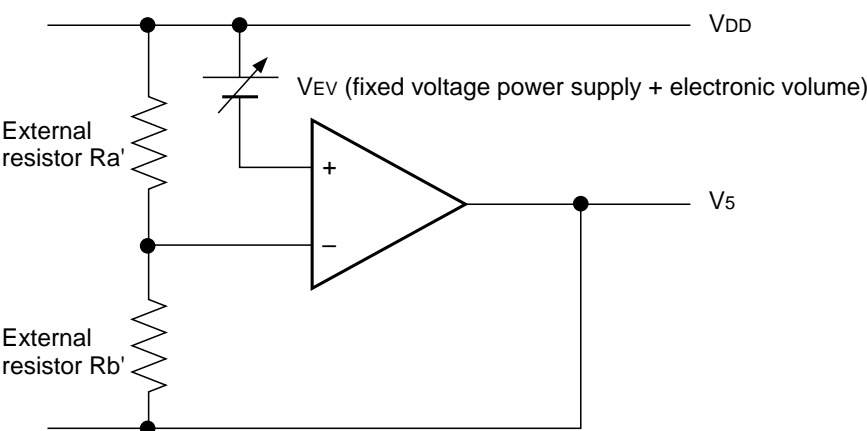 VDD
VEV (fixed voltage power supply + electronic volume)
External
resistor Ra'
+
V5
–
External
resistor Rb'